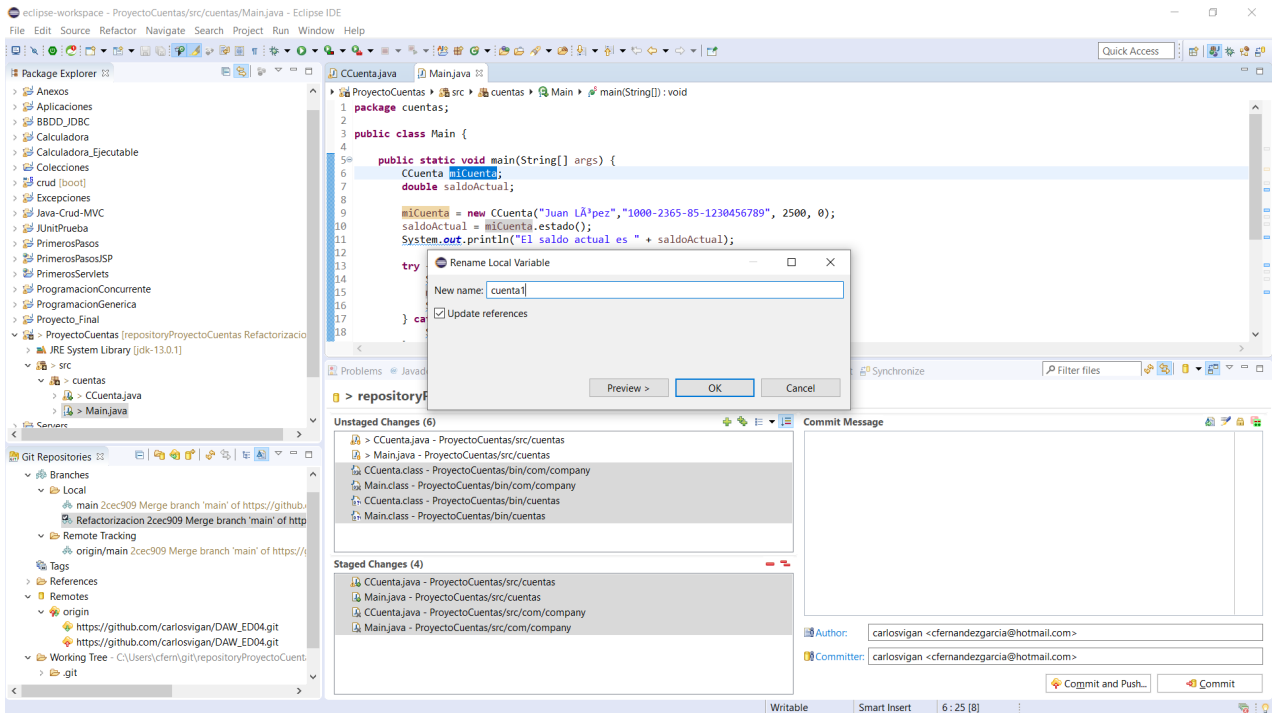 eclipse-workspace - ProyectoCuentas/src/cuentas/Main.java - Eclipse IDE
File Edit Source Refactor Navigate Search Project Run Window Help
Quick Access
Package Explorer
Anexos
Aplicaciones
BBDD_JDBC
Calculadora
Calculadora_Ejecutable
Colecciones
crud [boot]
Excepciones
Java-Crud-MVC
JUnitPrueba
PrimerosPasos
PrimerosPasosJSP
PrimerosServlets
ProgramacionConcurrente
ProgramacionGenerica
Proyecto_Final
> ProyectoCuentas [repositoryProyectoCuentas Refactorizacio
JRE System Library [jdk-13.0.1]
> src
> cuentas
> CCuenta.java
> Main.java
Servers
CCuenta.java
Main.java
ProyectoCuentas src cuentas Main main(String[]) : void
1 package cuentas;
2
3 public class Main {
4
5 public static void main(String[] args) {
6 CCuenta miCuenta;
7 double saldoActual;
8
9 miCuenta = new CCuenta("Juan LÃ³pez","1000-2365-85-1230456789", 2500, 0);
10 saldoActual = miCuenta.estado();
11 System.out.println("El saldo actual es " + saldoActual);
12
13 try
14
15
16
17 } ca
18
Rename Local Variable
New name: cuenta1
Update references
Preview >
OK
Cancel
Problems
Javad
Synchronize
Filter files
> repositoryP
Unstaged Changes (6)
> CCuenta.java - ProyectoCuentas/src/cuentas
> Main.java - ProyectoCuentas/src/cuentas
CCuenta.class - ProyectoCuentas/bin/com/company
Main.class - ProyectoCuentas/bin/com/company
CCuenta.class - ProyectoCuentas/bin/cuentas
Main.class - ProyectoCuentas/bin/cuentas
Staged Changes (4)
CCuenta.java - ProyectoCuentas/src/cuentas
Main.java - ProyectoCuentas/src/cuentas
CCuenta.java - ProyectoCuentas/src/com/company
Main.java - ProyectoCuentas/src/com/company
Commit Message
Author: carlosvigan <cfernandezgarcia@hotmail.com>
Committer: carlosvigan <cfernandezgarcia@hotmail.com>
Commit and Push...
Commit
Git Repositories
Branches
Local
main 2cec909 Merge branch 'main' of https://github.
Refactorizacion 2cec909 Merge branch 'main' of http
Remote Tracking
origin/main 2cec909 Merge branch 'main' of https://g
Tags
References
Remotes
origin
https://github.com/carlosvigan/DAW_ED04.git
https://github.com/carlosvigan/DAW_ED04.git
Working Tree - C:\Users\cfern\git\repositoryProyectoCuent
.git
Writable
Smart Insert
6 : 25 [8]